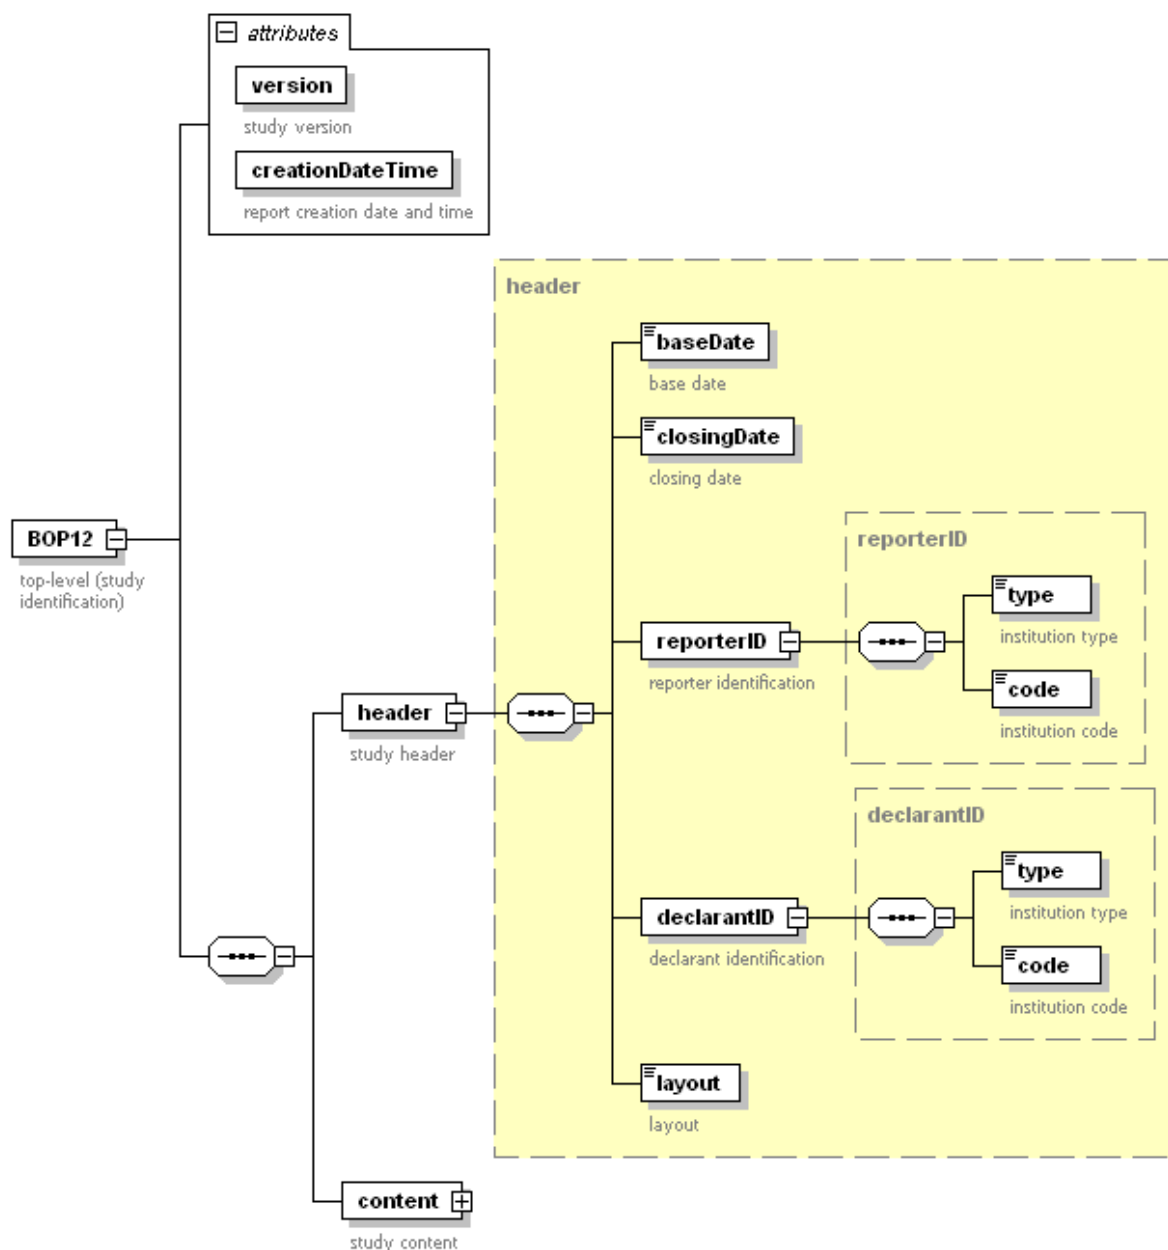 attributes
version
study version
creationDateTime
report creation date and time
header
baseDate
base date
closingDate
closing date
BOP12
top-level (study
identification)
reporterID
type
institution type
reporterID
reporter identification
code
institution code
header
study header
declarantID
type
institution type
declarantID
declarant identification
code
institution code
layout
layout
content
study content